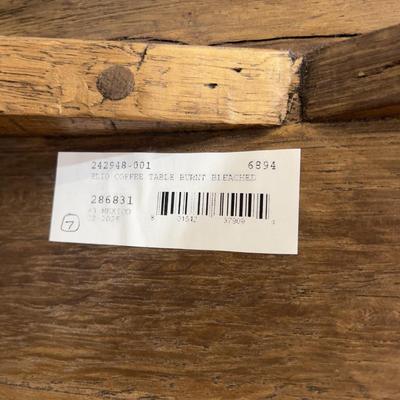 242948-001 6894
ELIO COFFEE TABLE BURNT BLEACHED
286831
MEXICO
7